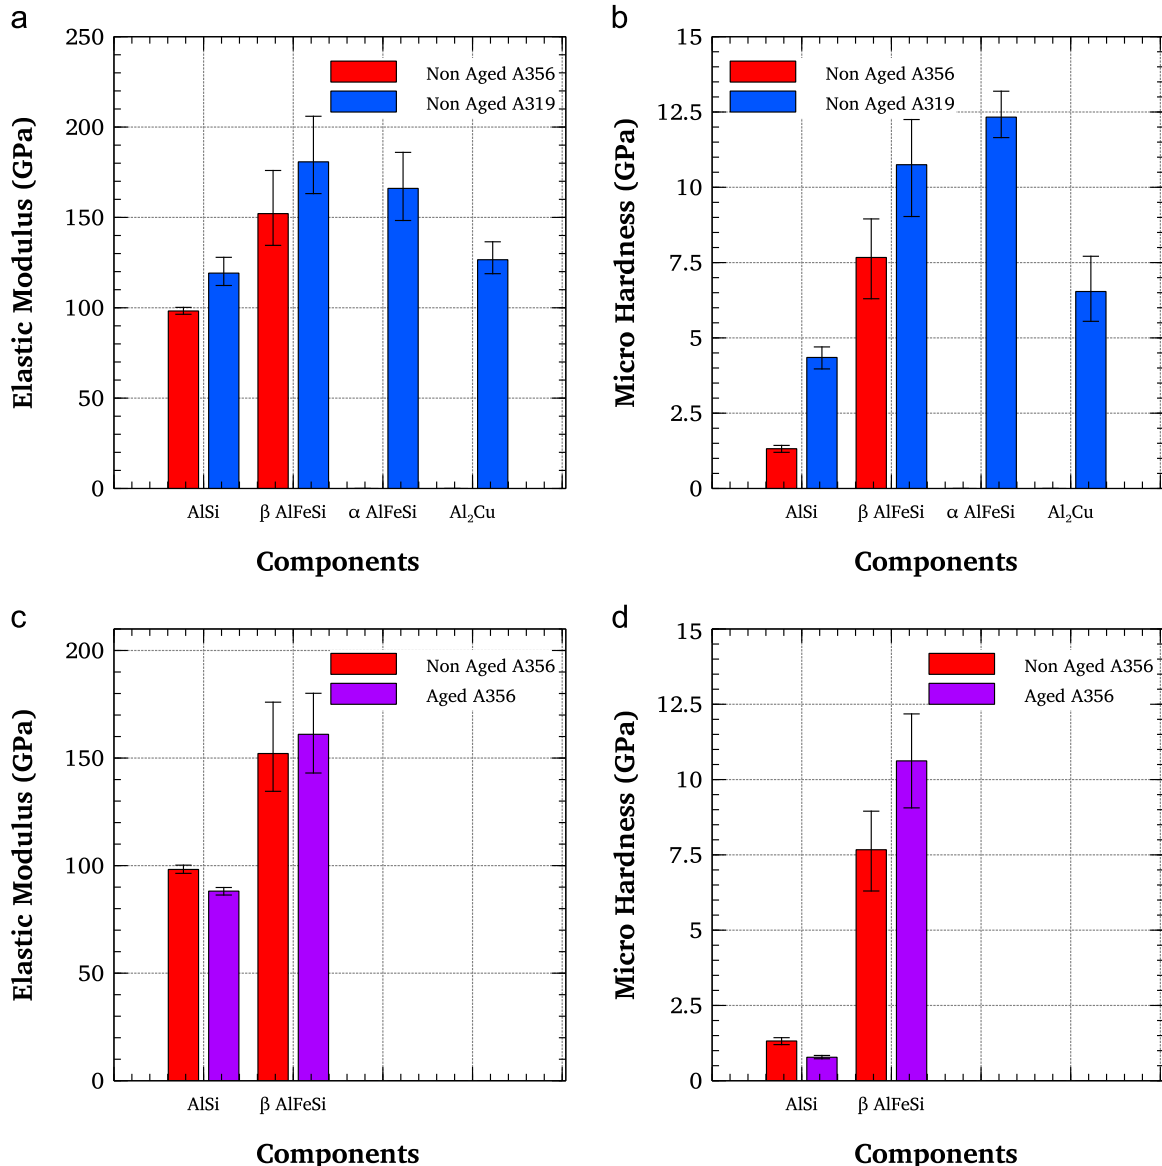 a
250
200
150
100
50
0
Elastic Modulus (GPa)
Non Aged A356
Non Aged A319
AlSi
β AlFeSi
α AlFeSi
Al₂Cu
Components
b
15
12.5
10
7.5
5
2.5
0
Micro Hardness (GPa)
Non Aged A356
Non Aged A319
AlSi
β AlFeSi
α AlFeSi
Al₂Cu
Components
c
200
150
100
50
0
Elastic Modulus (GPa)
Non Aged A356
Aged A356
AlSi
β AlFeSi
Components
d
15
12.5
10
7.5
5
2.5
0
Micro Hardness (GPa)
Non Aged A356
Aged A356
AlSi
β AlFeSi
Components